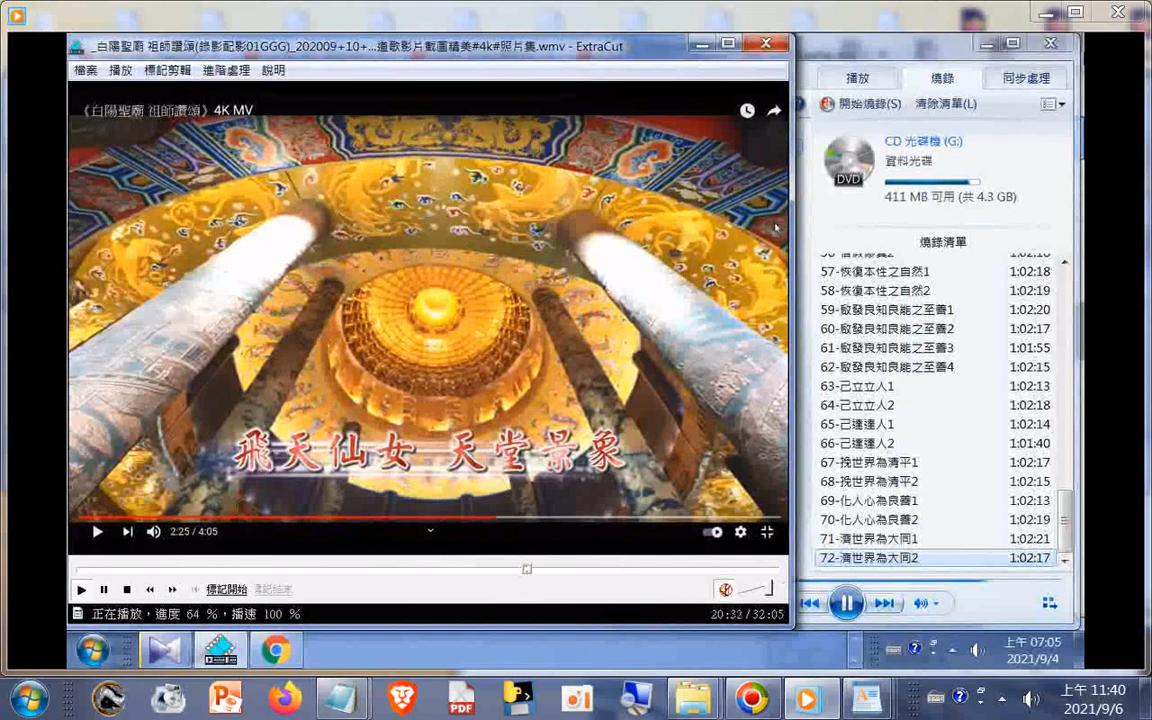 _白陽聖廟 祖師讚頌(錄影配影01GGG)_202009+10+...道歌影片截圖精美#4k#照片集.wmv - ExtraCut
檔案 播放 標記剪輯 進階處理 說明
《白陽聖廟 祖師讚頌》4K MV
飛天仙女 天堂景象
2:25 / 4:05
標記開始 標記結束
正在播放，進度 64 %，播速 100 %
20:32 / 32:05
播放 燒錄 同步處理
開始燒錄(S) 清除清單(L)
CD 光碟機 (G:)
資料光碟
DVD
411 MB 可用 (共 4.3 GB)
燒錄清單
57-恢復本性之自然1 1:02:18
58-恢復本性之自然2 1:02:19
59-啟發良知良能之至善1 1:02:20
60-啟發良知良能之至善2 1:02:17
61-啟發良知良能之至善3 1:01:55
62-啟發良知良能之至善4 1:02:17
63-己立立人1 1:02:13
64-己立立人2 1:02:18
65-己達達人1 1:02:14
66-己達達人2 1:01:40
67-挽世界為清平1 1:02:17
68-挽世界為清平2 1:02:15
69-化人心為良善1 1:02:13
70-化人心為良善2 1:02:19
71-濟世界為大同1 1:02:21
72-濟世界為大同2 1:02:17
上午 07:05
2021/9/4
PDF
上午 11:40
2021/9/6